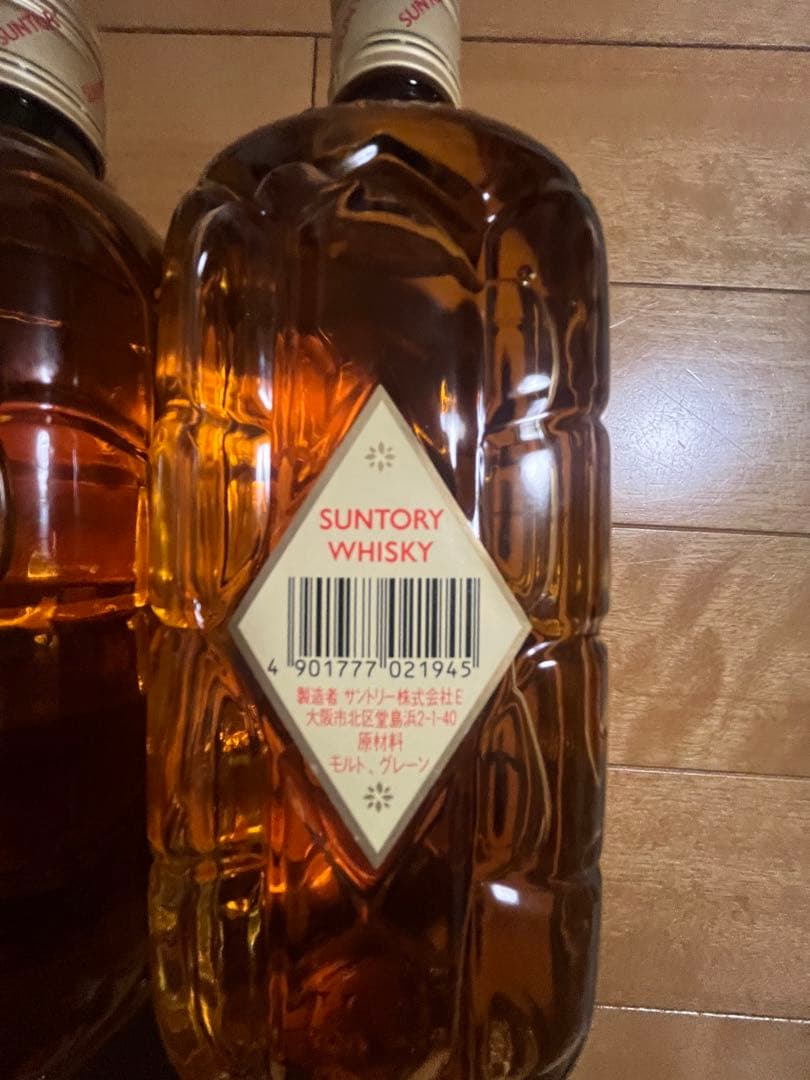 SUNTORY
SUNTORY
SUNTORY
WHISKY
4 901777 021945
製造者 サントリー株式会社E
大阪市北区堂島浜2-1-40
原材料
モルト、グレーン